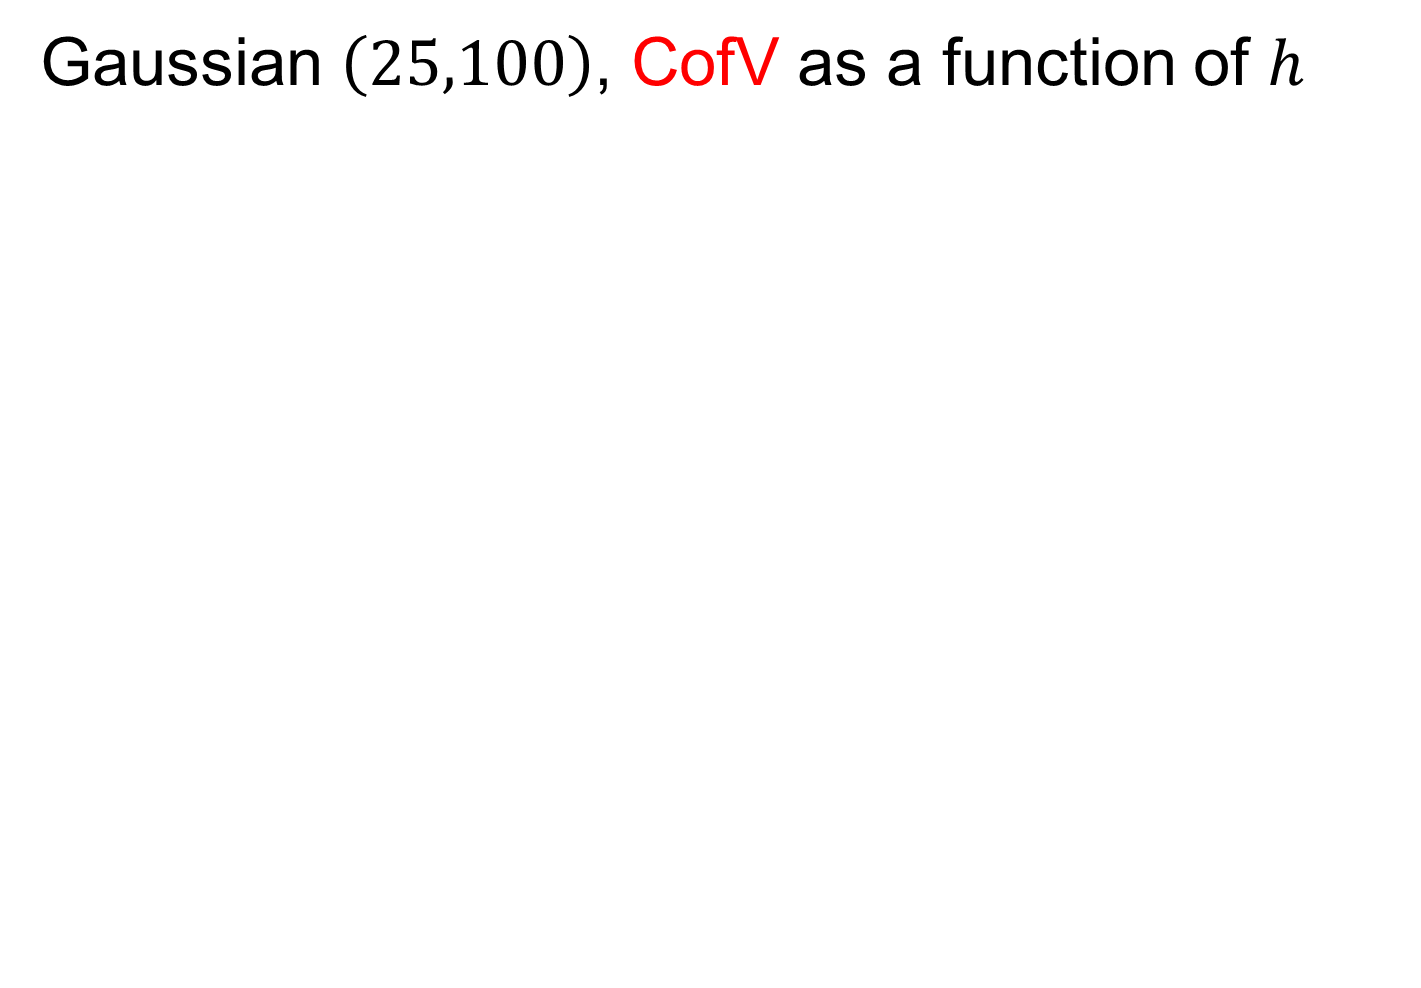 Gaussian (25,100), CofV as a function of h